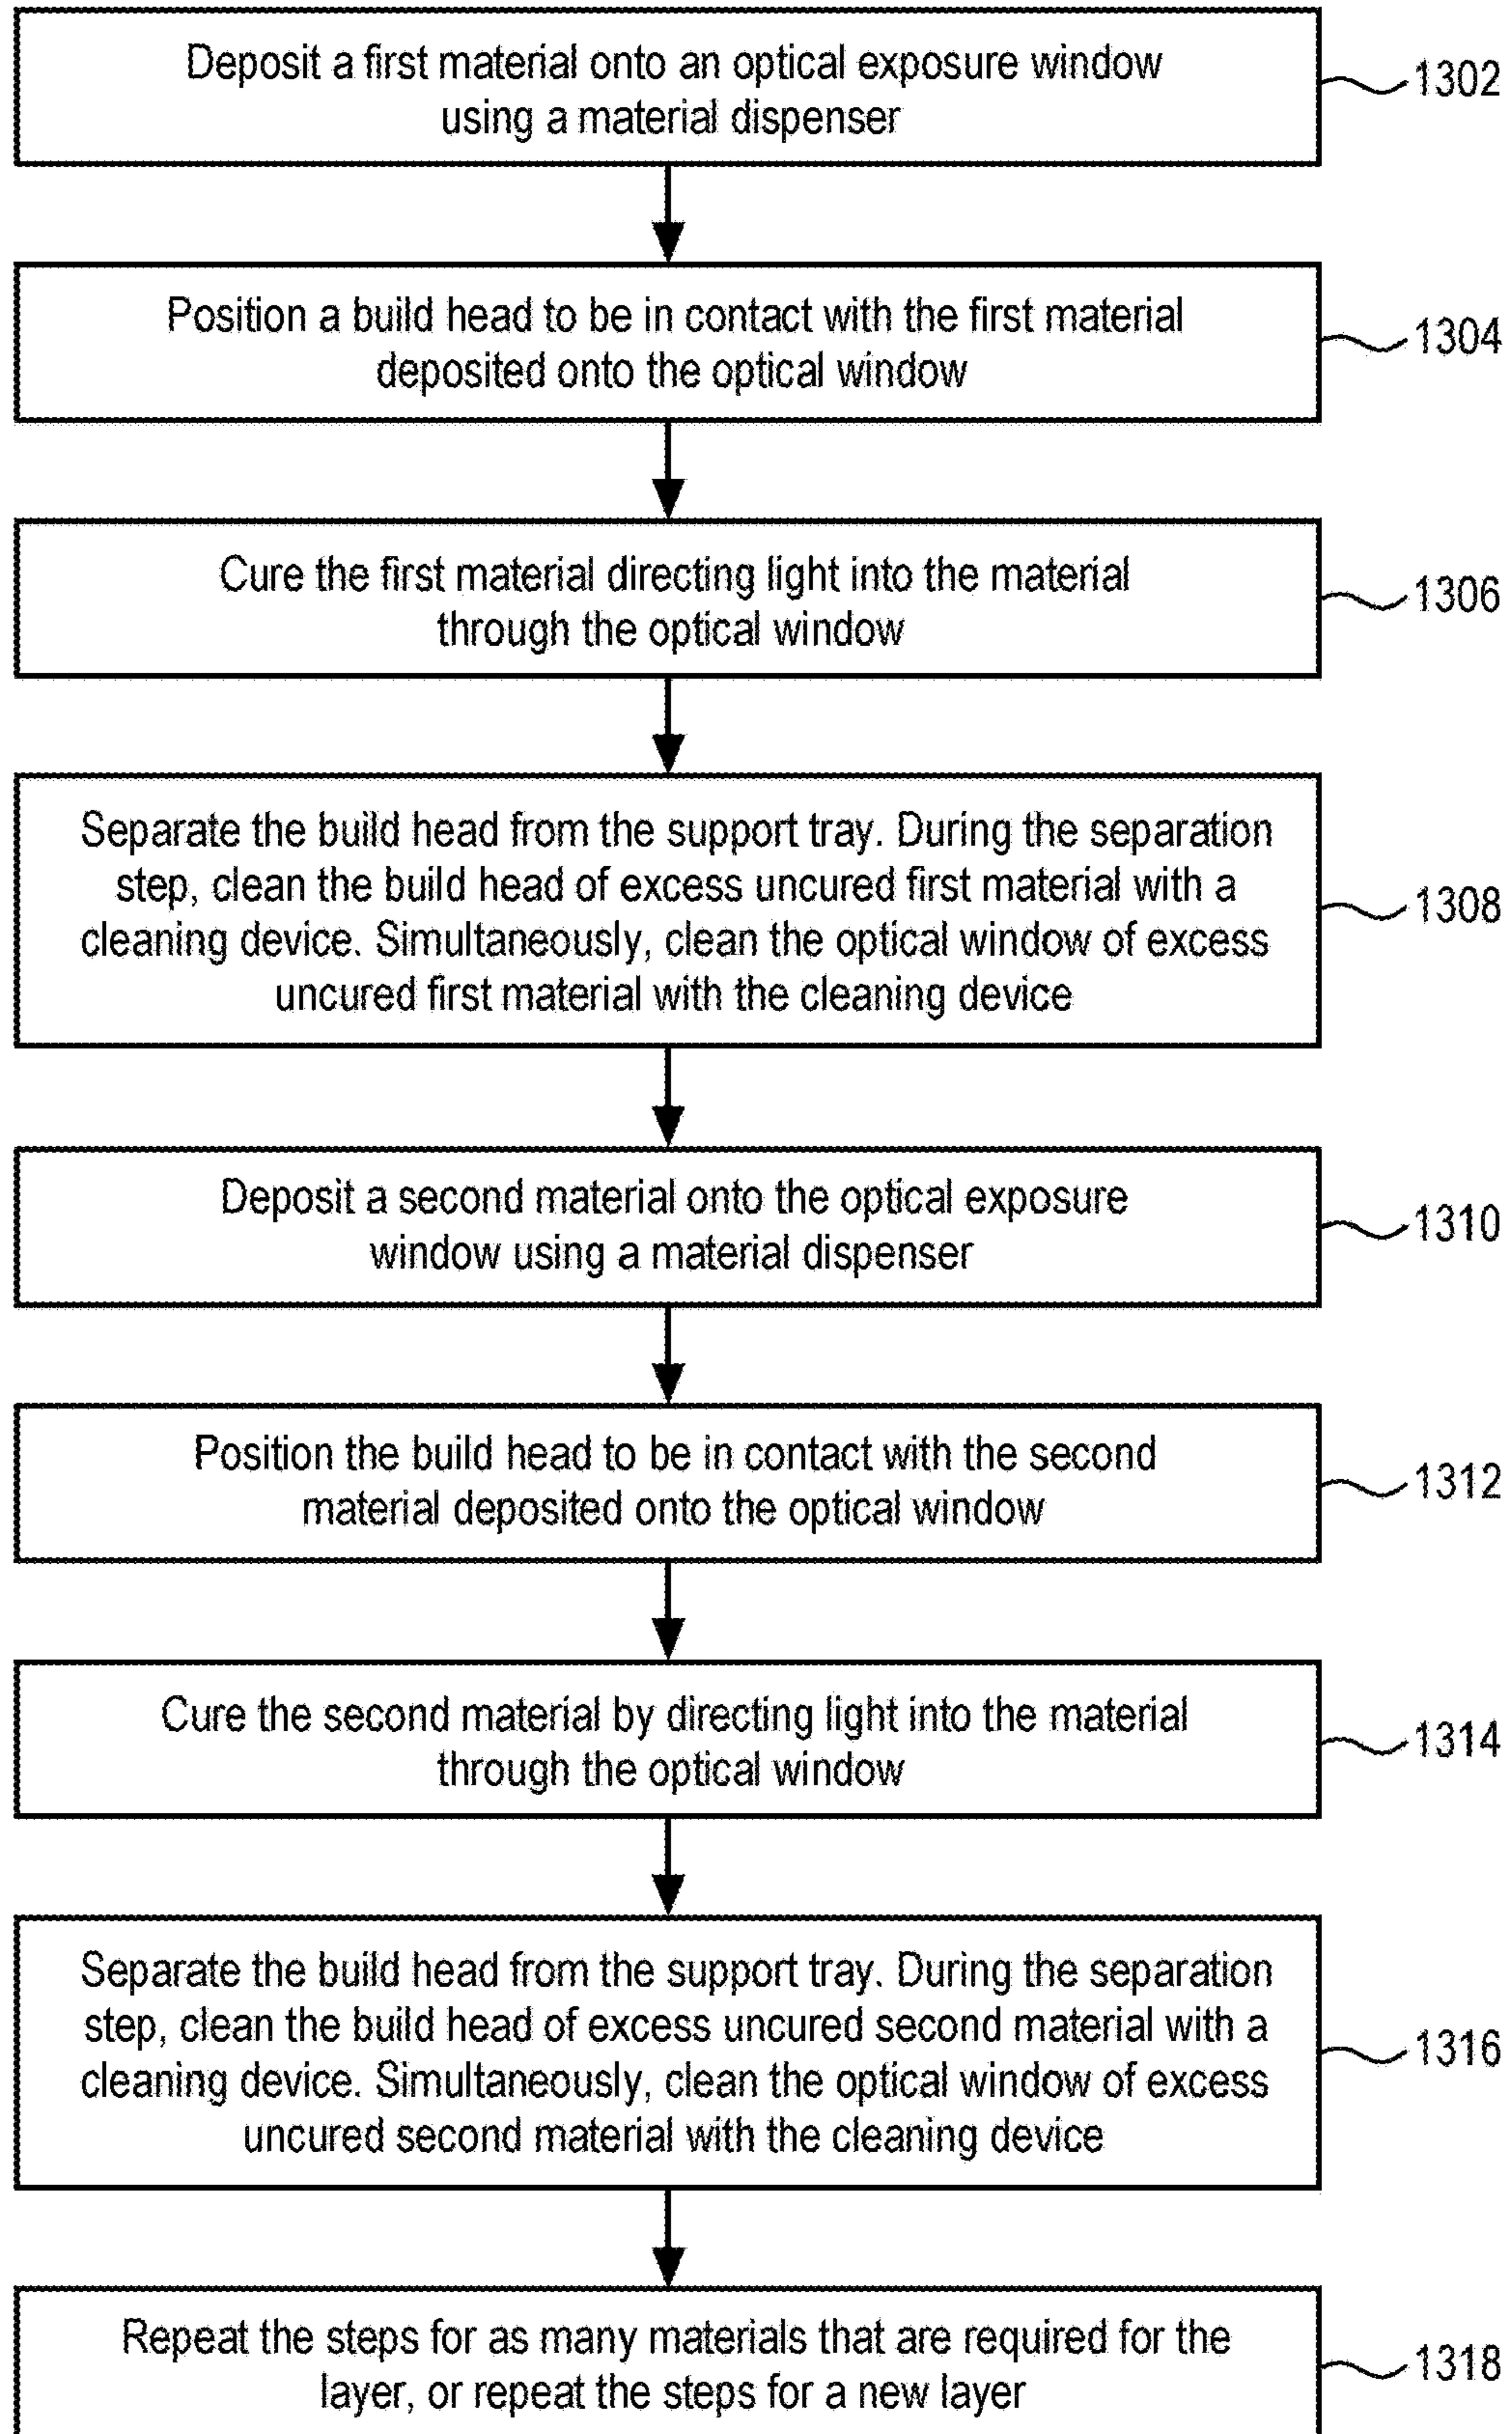 Deposit a first material onto an optical exposure window
using a material dispenser
1302
Position a build head to be in contact with the first material
deposited onto the optical window
1304
Cure the first material directing light into the material
through the optical window
1306
Separate the build head from the support tray. During the separation
step, clean the build head of excess uncured first material with a
cleaning device. Simultaneously, clean the optical window of excess
uncured first material with the cleaning device
1308
Deposit a second material onto the optical exposure
window using a material dispenser
1310
Position the build head to be in contact with the second
material deposited onto the optical window
1312
Cure the second material by directing light into the material
through the optical window
1314
Separate the build head from the support tray. During the separation
step, clean the build head of excess uncured second material with a
cleaning device. Simultaneously, clean the optical window of excess
uncured second material with the cleaning device
1316
Repeat the steps for as many materials that are required for the
layer, or repeat the steps for a new layer
1318